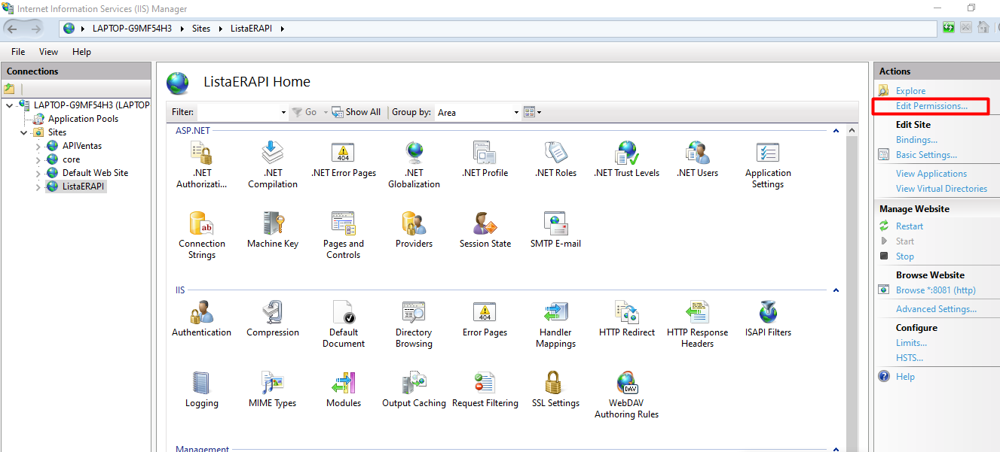 Internet Information Services (IIS) Manager
LAPTOP-G9MF54H3 Sites ListaERAPI
File View Help
Connections
LAPTOP-G9MF54H3 (LAPTOP
Application Pools
Sites
APIVentas
core
Default Web Site
ListaERAPI
ListaERAPI Home
Filter: Go Show All Group by: Area
ASP.NET
.NET Authorizati...
.NET Compilation
.NET Error Pages
.NET Globalization
.NET Profile
.NET Roles
.NET Trust Levels
.NET Users
Application Settings
Connection Strings
Machine Key
Pages and Controls
Providers
Session State
SMTP E-mail
IIS
Authentication
Compression
Default Document
Directory Browsing
Error Pages
Handler Mappings
HTTP Redirect
HTTP Response Headers
ISAPI Filters
Logging
MIME Types
Modules
Output Caching
Request Filtering
SSL Settings
WebDAV Authoring Rules
Management
Actions
Explore
Edit Permissions...
Edit Site
Bindings...
Basic Settings...
View Applications
View Virtual Directories
Manage Website
Restart
Start
Stop
Browse Website
Browse *:8081 (http)
Advanced Settings...
Configure
Limits...
HSTS...
Help